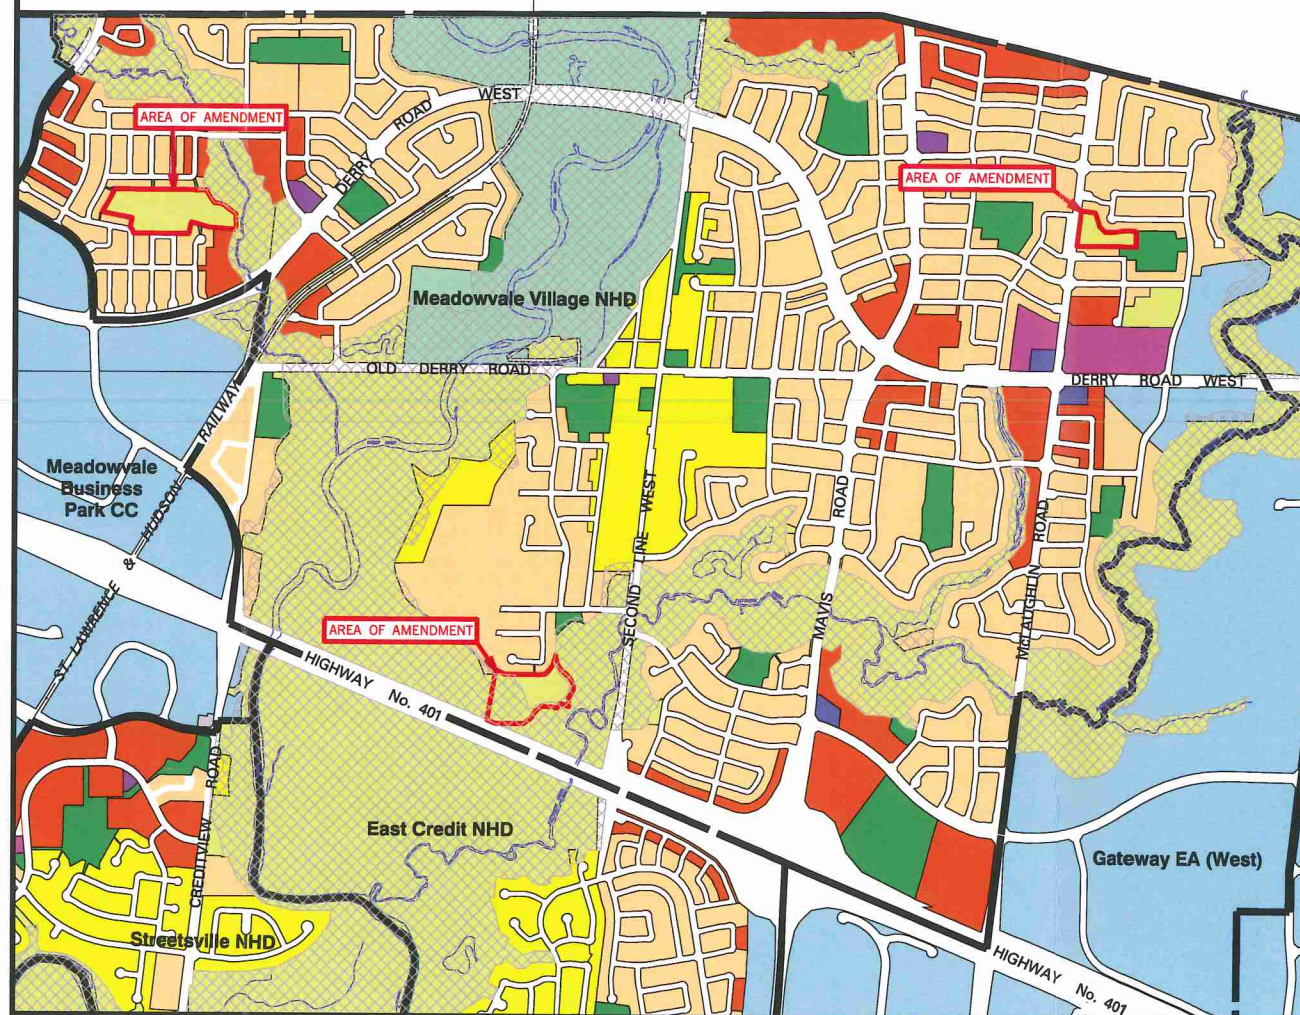 WEST
ROAD
DERRY
AREA OF AMENDMENT
AREA OF AMENDMENT
Meadowvale Village NHD
OLD DERRY ROAD
DERRY ROAD WEST
RAILWAY
&
HUDSON
ST. LAWRENCE
Meadowvale
Business
Park CC
SECOND LINE WEST
MAVIS ROAD
McLAUGHLIN ROAD
AREA OF AMENDMENT
HIGHWAY No. 401
CREDITVIEW ROAD
East Credit NHD
Gateway EA (West)
Streetsville NHD
HIGHWAY No. 401